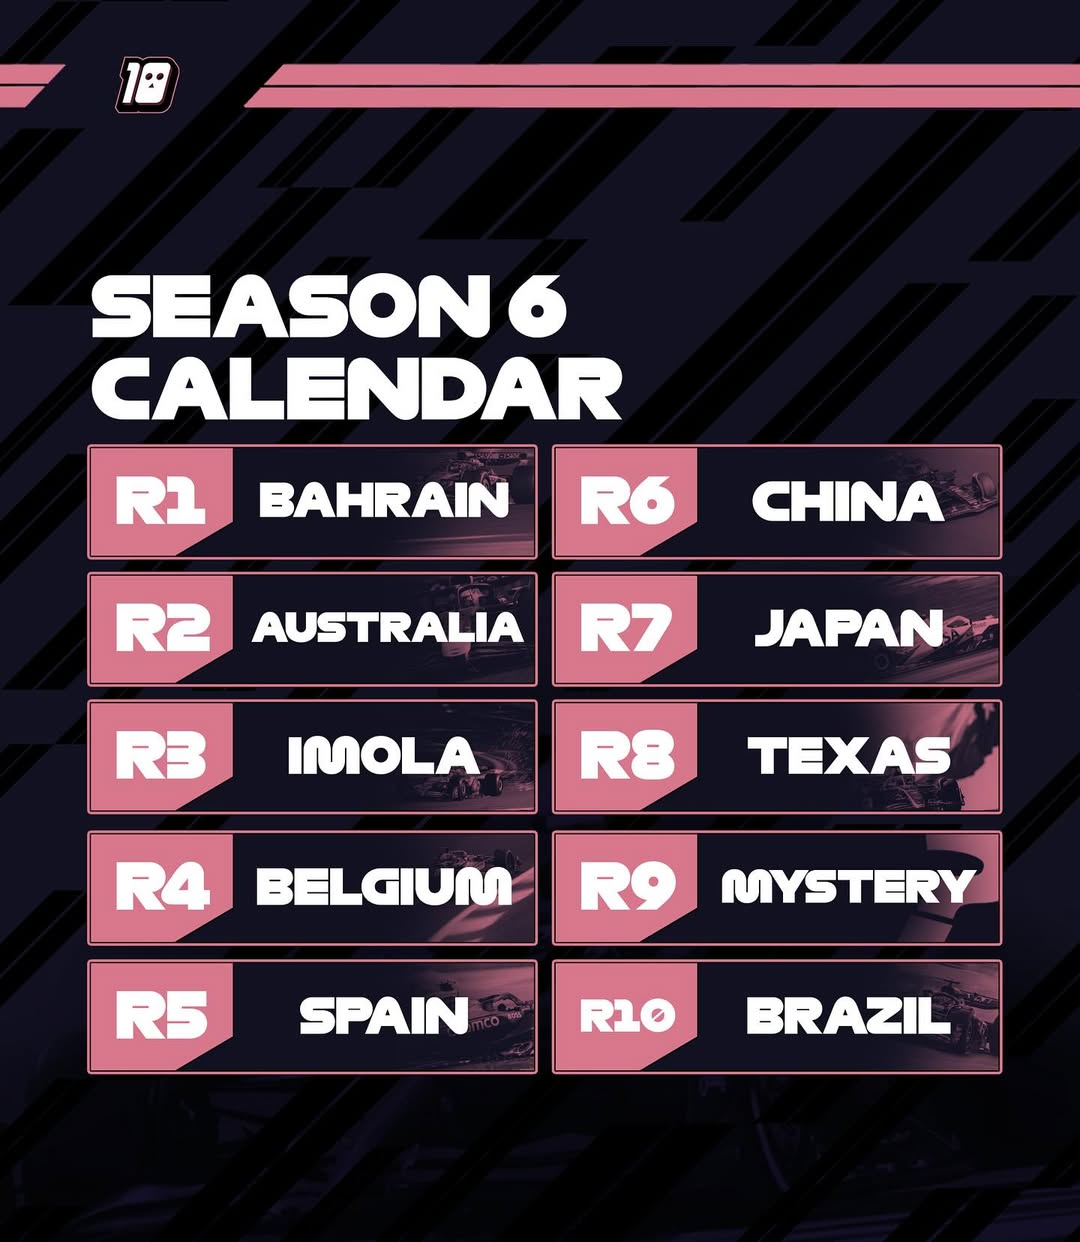 10
SEASON 6
CALENDAR
R1 BAHRAIN
R2 AUSTRALIA
R3 IMOLA
R4 BELGIUM
R5 SPAIN
R6 CHINA
R7 JAPAN
R8 TEXAS
R9 MYSTERY
R10 BRAZIL